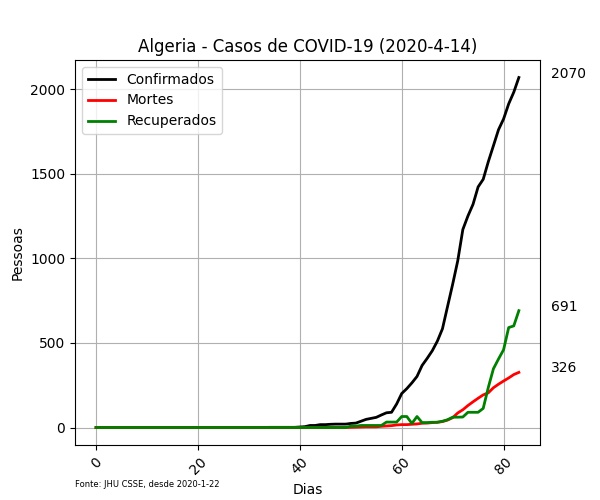 Algeria - Casos de COVID-19 (2020-4-14)
Confirmados
Mortes
Recuperados
2070
691
326
Pessoas
2000
1500
1000
500
0
0
20
40
60
80
Dias
Fonte: JHU CSSE, desde 2020-1-22